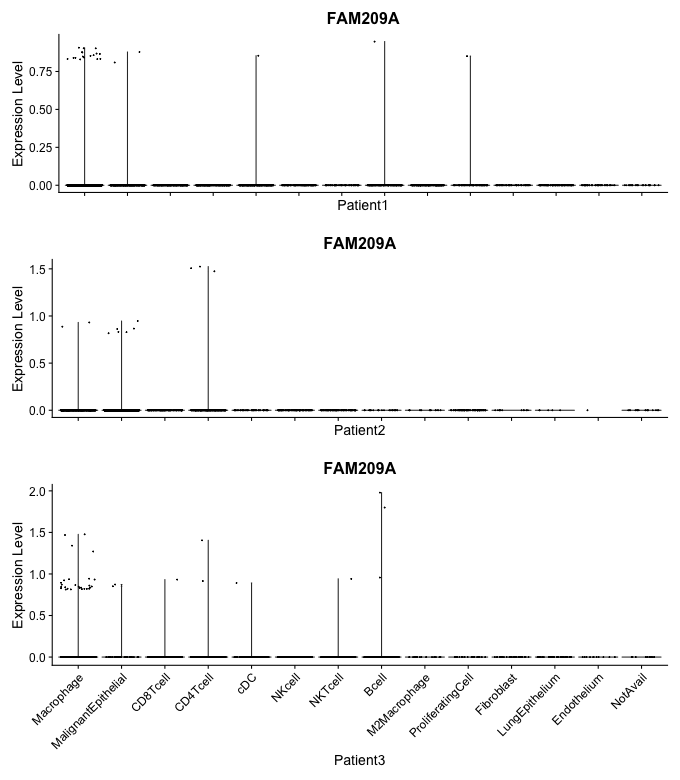 FAM209A
Expression Level
0.75
0.50
0.25
0.00
Patient1
FAM209A
Expression Level
1.5
1.0
0.5
0.0
Patient2
FAM209A
Expression Level
2.0
1.5
1.0
0.5
0.0
Macrophage
MalignantEpithelial
CD8Tcell
CD4Tcell
cDC
NKcell
NKTcell
Bcell
M2Macrophage
ProliferatingCell
Fibroblast
LungEpithelium
Endothelium
NotAvail
Patient3